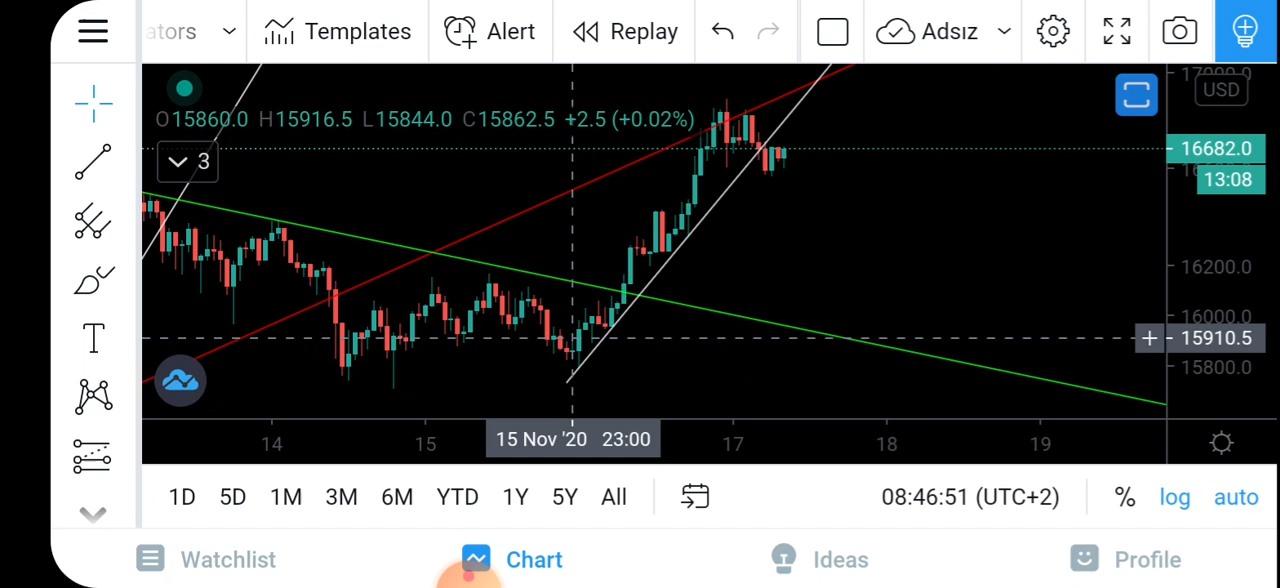 ators
Templates
Alert
Replay
Adsız
O15860.0 H15916.5 L15844.0 C15862.5 +2.5 (+0.02%)
3
USD
17000.0
16682.0
13:08
16200.0
16000.0
15910.5
15800.0
14 15 15 Nov '20 23:00 17 18 19
1D 5D 1M 3M 6M YTD 1Y 5Y All
08:46:51 (UTC+2) % log auto
Watchlist Chart Ideas Profile